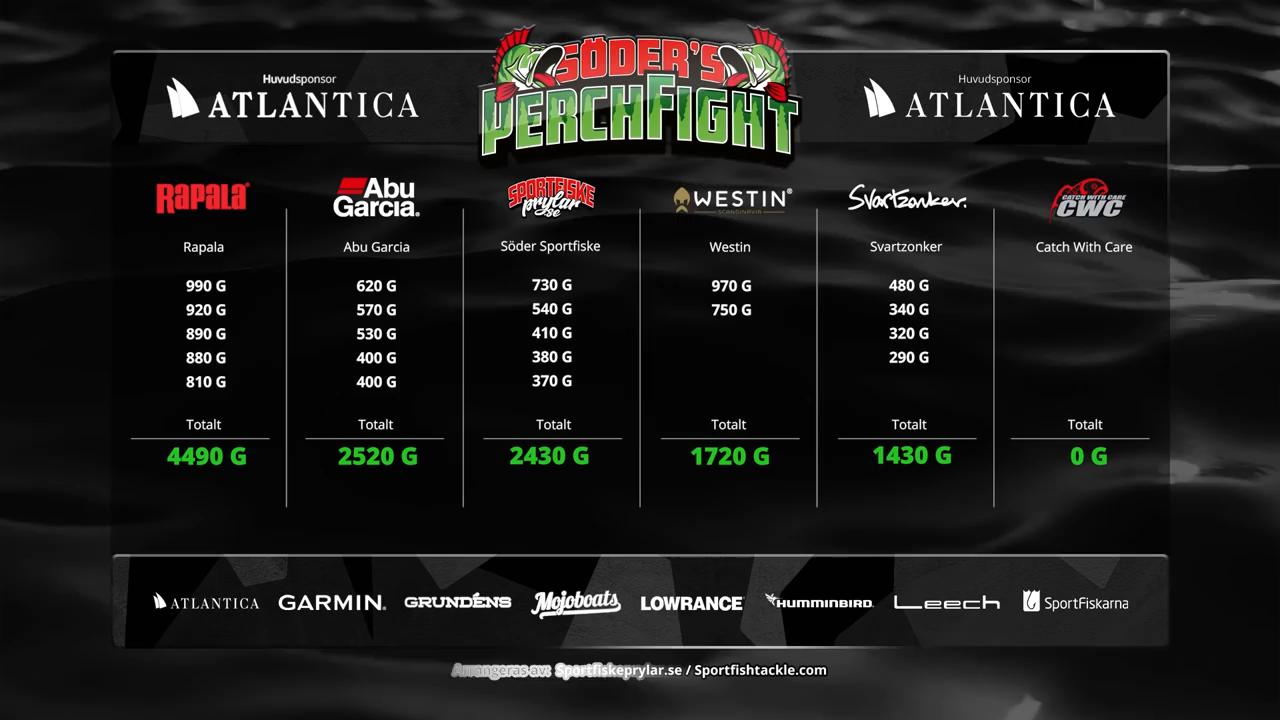 SÖDER'S
PERCHFIGHT
Huvudsponsor
ATLANTICA
Huvudsponsor
ATLANTICA
Rapala
Abu
Garcia
SPORTFISKE
prylar
.se
WESTIN
SCANDINAVIA
Svartzonker.
CATCH WITH CARE
CWC
Rapala
Abu Garcia
Söder Sportfiske
Westin
Svartzonker
Catch With Care
990 G
920 G
890 G
880 G
810 G
Totalt
4490 G
620 G
570 G
530 G
400 G
400 G
Totalt
2520 G
730 G
540 G
410 G
380 G
370 G
Totalt
2430 G
970 G
750 G
Totalt
1720 G
480 G
340 G
320 G
290 G
Totalt
1430 G
Totalt
0 G
ATLANTICA
GARMIN
GRUNDÉNS
Mojoboats
LOWRANCE
HUMMINBIRD
Leech
SportFiskarna
Arrangeras av: Sportfiskeprylar.se / Sportfishtackle.com